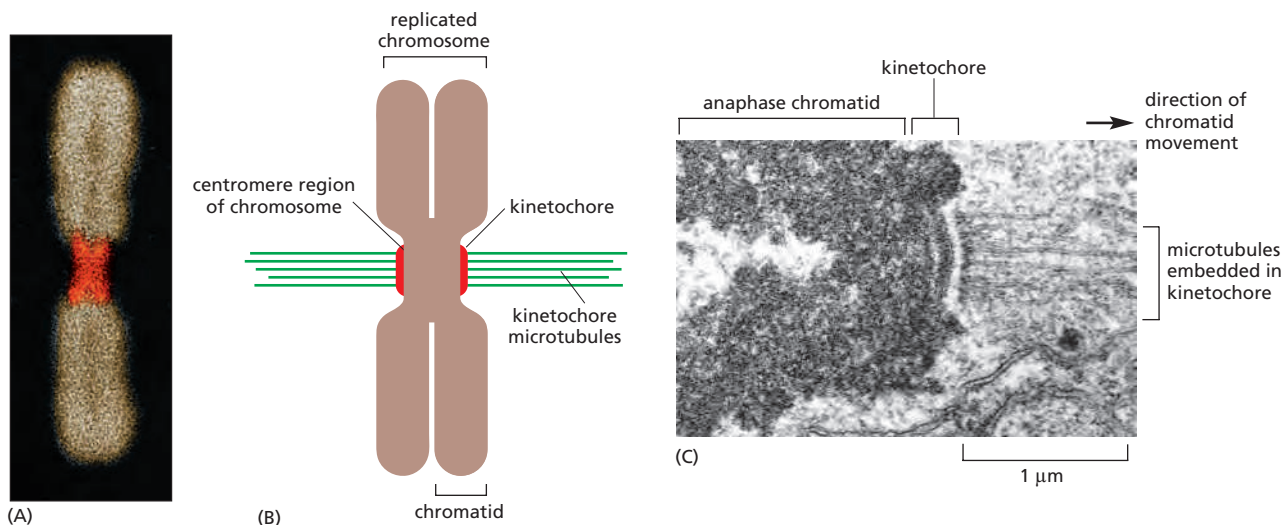 (A)
replicated
chromosome
centromere region
of chromosome
kinetochore
kinetochore
microtubules
chromatid
(B)
kinetochore
anaphase chromatid
direction of
chromatid
movement
microtubules
embedded in
kinetochore
(C)
1 μm